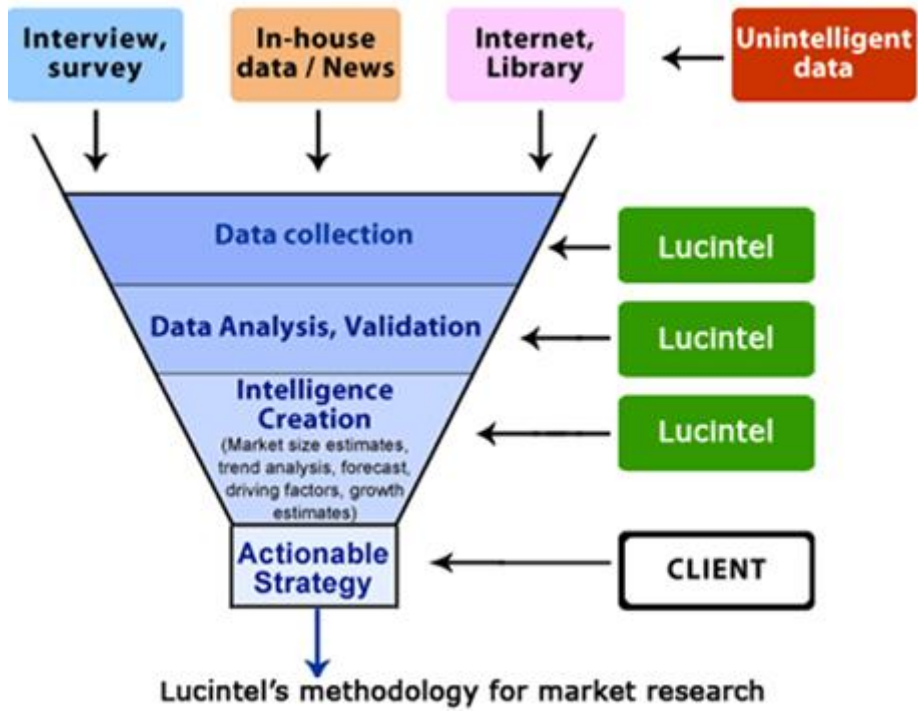 Interview,
survey
In-house
data / News
Internet,
Library
Unintelligent
data
Data collection
Lucintel
Data Analysis, Validation
Lucintel
Intelligence
Creation
(Market size estimates,
trend analysis, forecast,
driving factors, growth
estimates)
Lucintel
Actionable
Strategy
CLIENT
Lucintel's methodology for market research